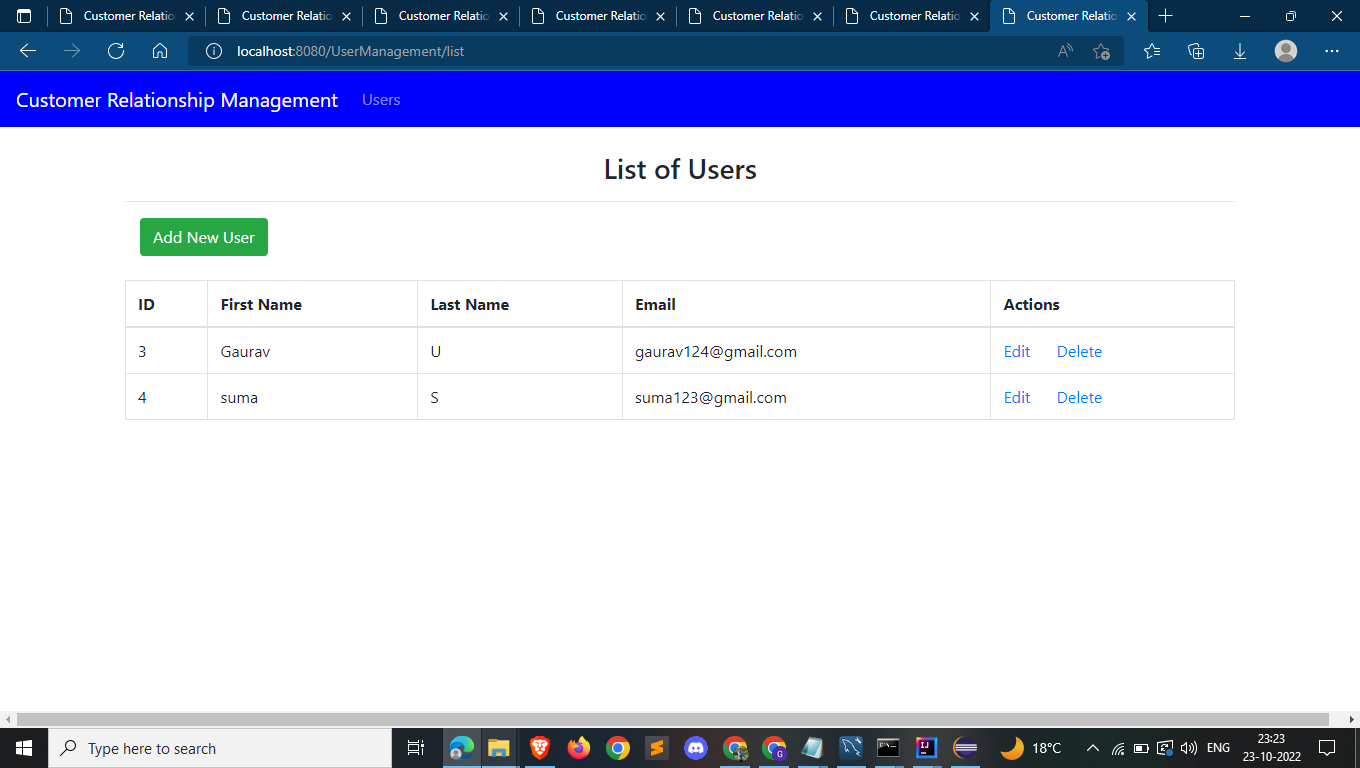 Customer Relatio Customer Relatio Customer Relatio Customer Relatio Customer Relatio Customer Relatio Customer Relatio
localhost:8080/UserManagement/list
Customer Relationship Management Users
List of Users
Add New User
ID First Name Last Name Email Actions
3 Gaurav U gaurav124@gmail.com Edit Delete
4 suma S suma123@gmail.com Edit Delete
Type here to search 18°C ENG 23:23
23-10-2022